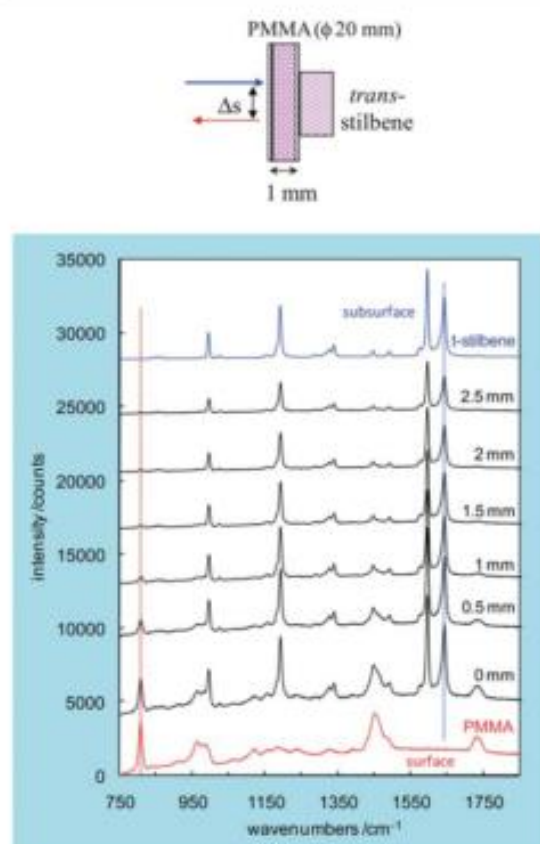 PMMA (ϕ 20 mm)
Δs
trans-
stilbene
1 mm
35000
30000
25000
20000
15000
10000
5000
0
intensity /counts
subsurface
t-stilbene
2.5 mm
2 mm
1.5 mm
1 mm
0.5 mm
0 mm
PMMA
surface
750 950 1150 1350 1550 1750
wavenumbers /cm⁻¹